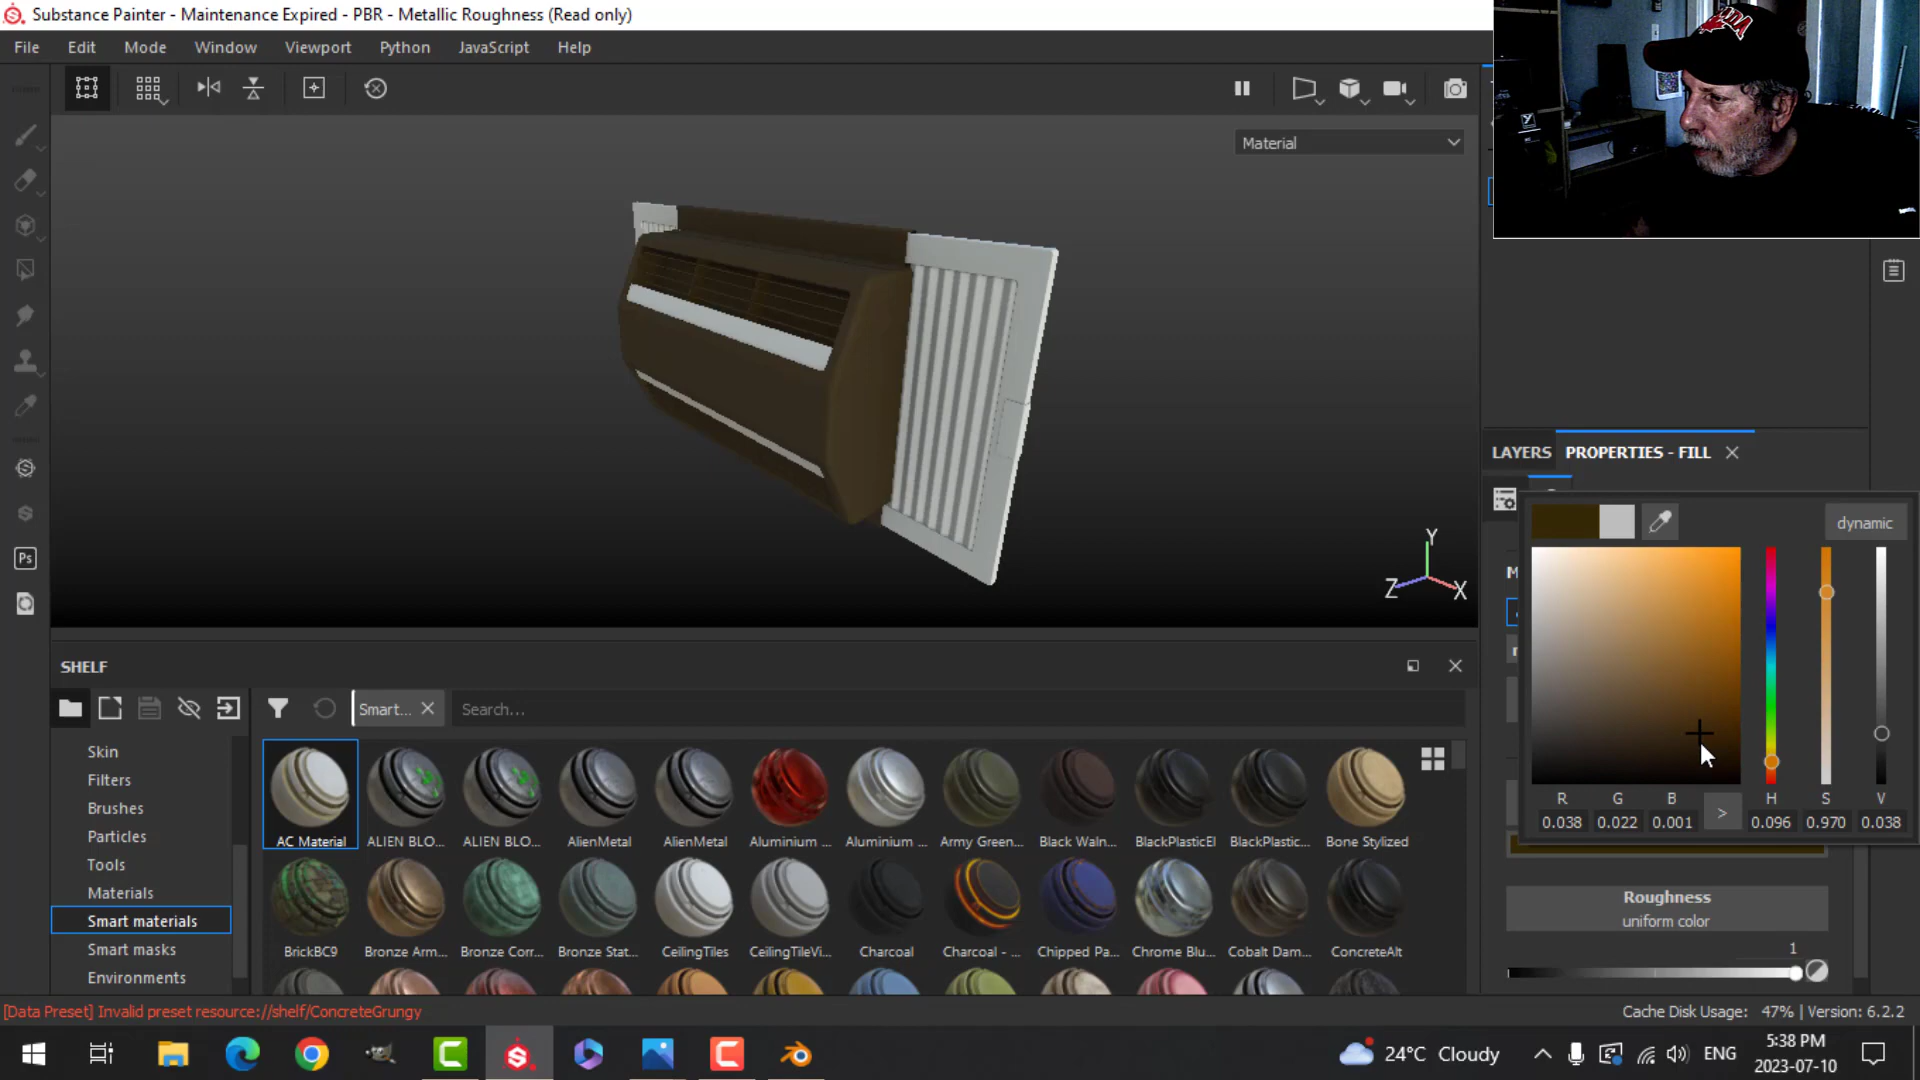 Substance Painter - Maintenance Expired - PBR - Metallic Roughness (Read only)
File Edit Mode Window Viewport Python JavaScript Help
Material
Y
Z X
LAYERS PROPERTIES - FILL
dynamic
R G B > H S V
0.038 0.022 0.001 0.096 0.970 0.038
Roughness
uniform color
1
SHELF
Smart... Search...
Skin
Filters
Brushes
Particles
Tools
Materials
Smart materials
Smart masks
Environments
AC Material ALIEN BLO... ALIEN BLO... AlienMetal AlienMetal Aluminium ... Aluminium ... Army Green... Black Waln... BlackPlasticEl BlackPlastic... Bone Stylized
BrickBC9 Bronze Arm... Bronze Corr... Bronze Stat... CeilingTiles CeilingTileVi... Charcoal Charcoal - ... Chipped Pa... Chrome Blu... Cobalt Dam... ConcreteAlt
[Data Preset] Invalid preset resource://shelf/ConcreteGrungy
Cache Disk Usage: 47% | Version: 6.2.2
Ps
24°C Cloudy ENG
5:38 PM
2023-07-10